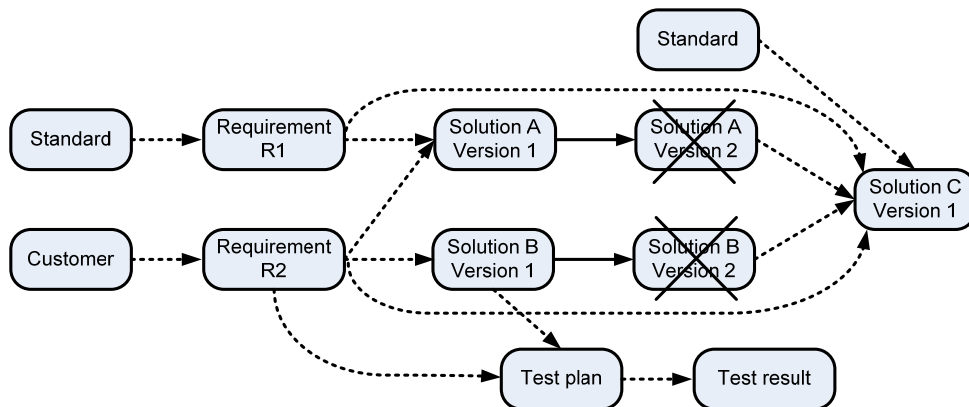 Standard
Standard
Requirement
R1
Solution A
Version 1
Solution A
Version 2
Solution C
Version 1
Customer
Requirement
R2
Solution B
Version 1
Solution B
Version 2
Test plan
Test result